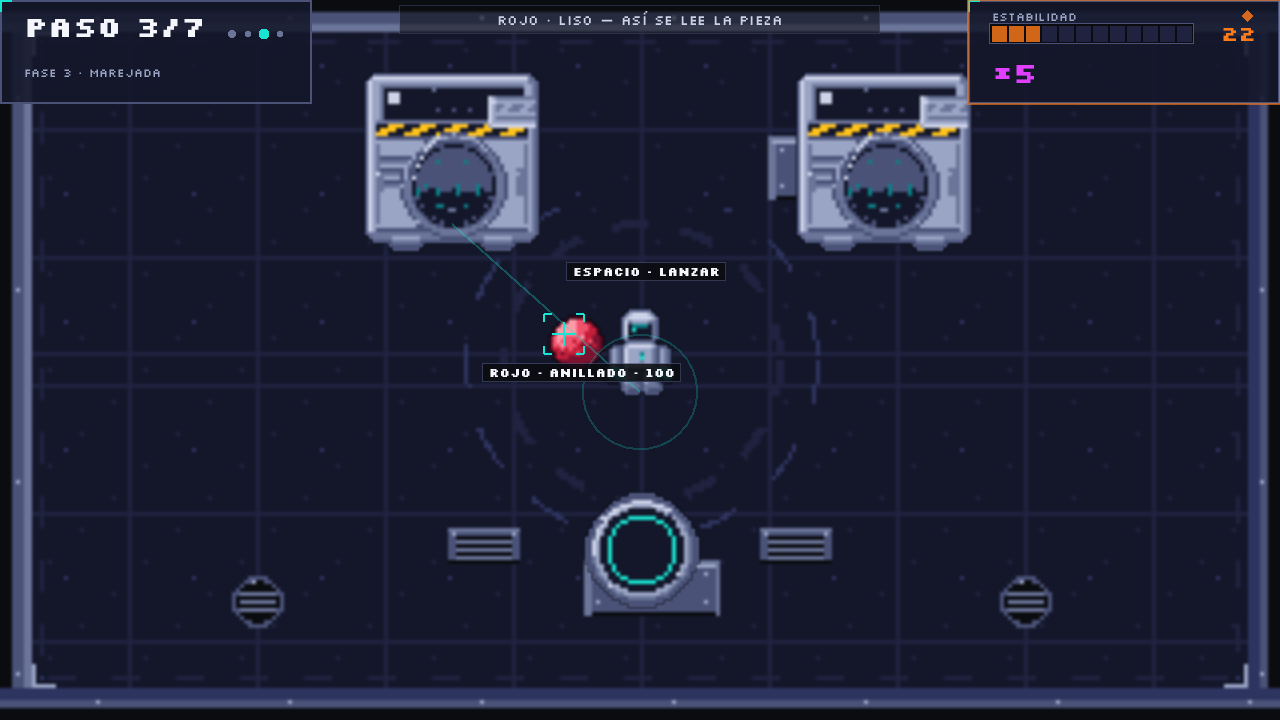 PASO 3/7
FASE 3 · MAREJADA
ROJO · LISO — ASÍ SE LEE LA PIEZA
ESTABILIDAD
22
x5
ESPACIO · LANZAR
ROJO · ANILLADO · 100